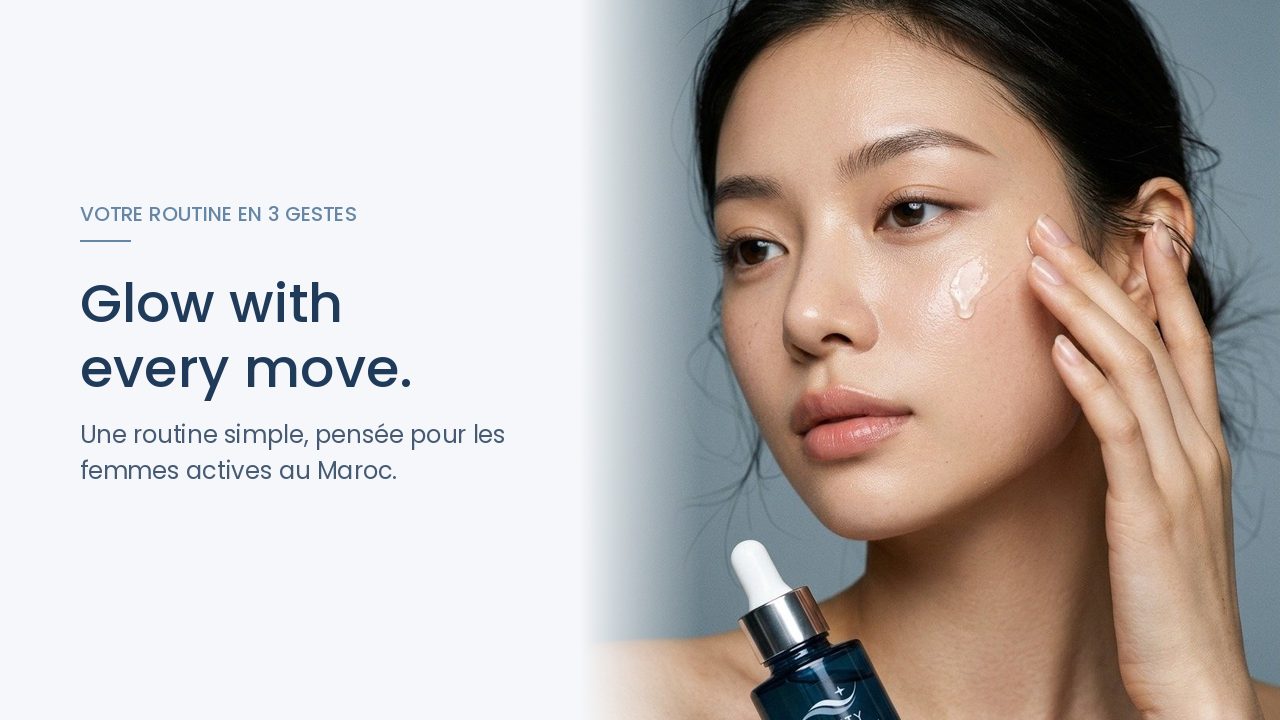 VOTRE ROUTINE EN 3 GESTES
Glow with
every move.
Une routine simple, pensée pour les
femmes actives au Maroc.